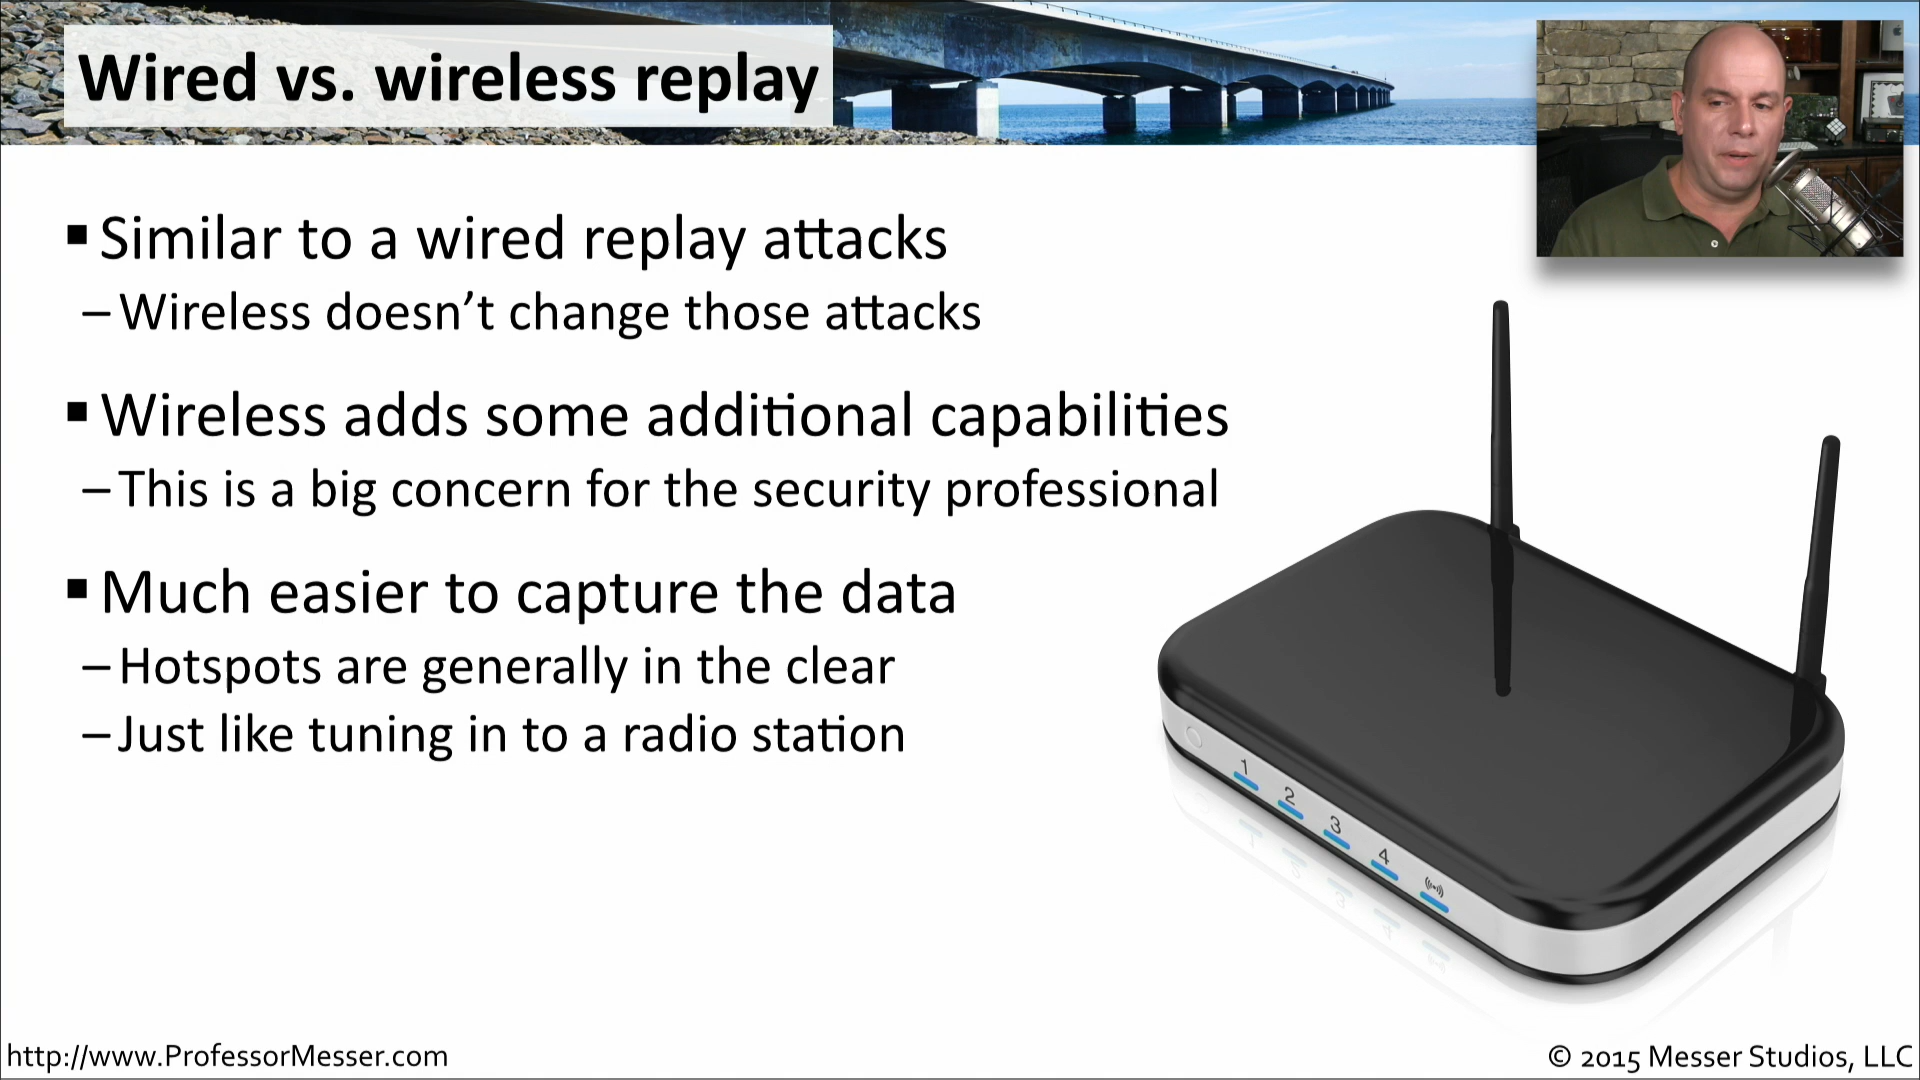 Wired vs. wireless replay
▪ Similar to a wired replay attacks
– Wireless doesn't change those attacks
▪ Wireless adds some additional capabilities
– This is a big concern for the security professional
▪ Much easier to capture the data
– Hotspots are generally in the clear
– Just like tuning in to a radio station
1
2
3
4
http://www.ProfessorMesser.com
© 2015 Messer Studios, LLC